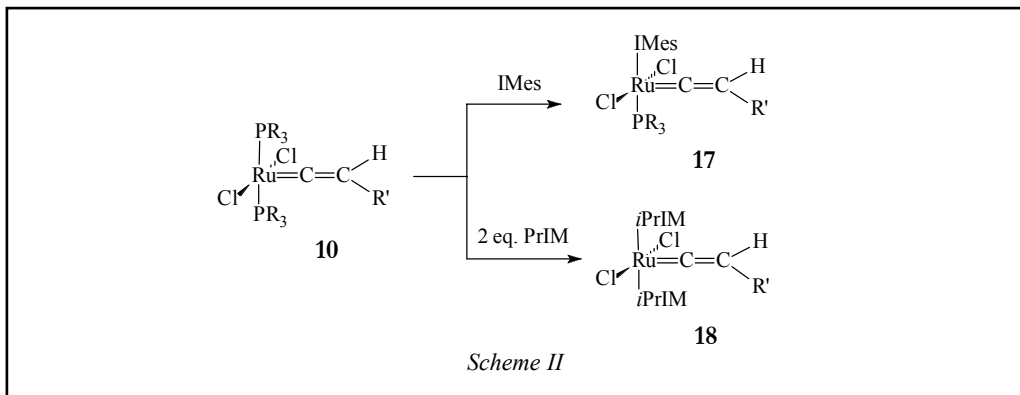 PR3
Cl
Cl
Ru=C=C
H
R'
PR3
10
IMes
IMes
Cl
Cl
Ru=C=C
H
R'
PR3
17
2 eq. PrIM
iPrIM
Cl
Cl
Ru=C=C
H
R'
iPrIM
18
Scheme II